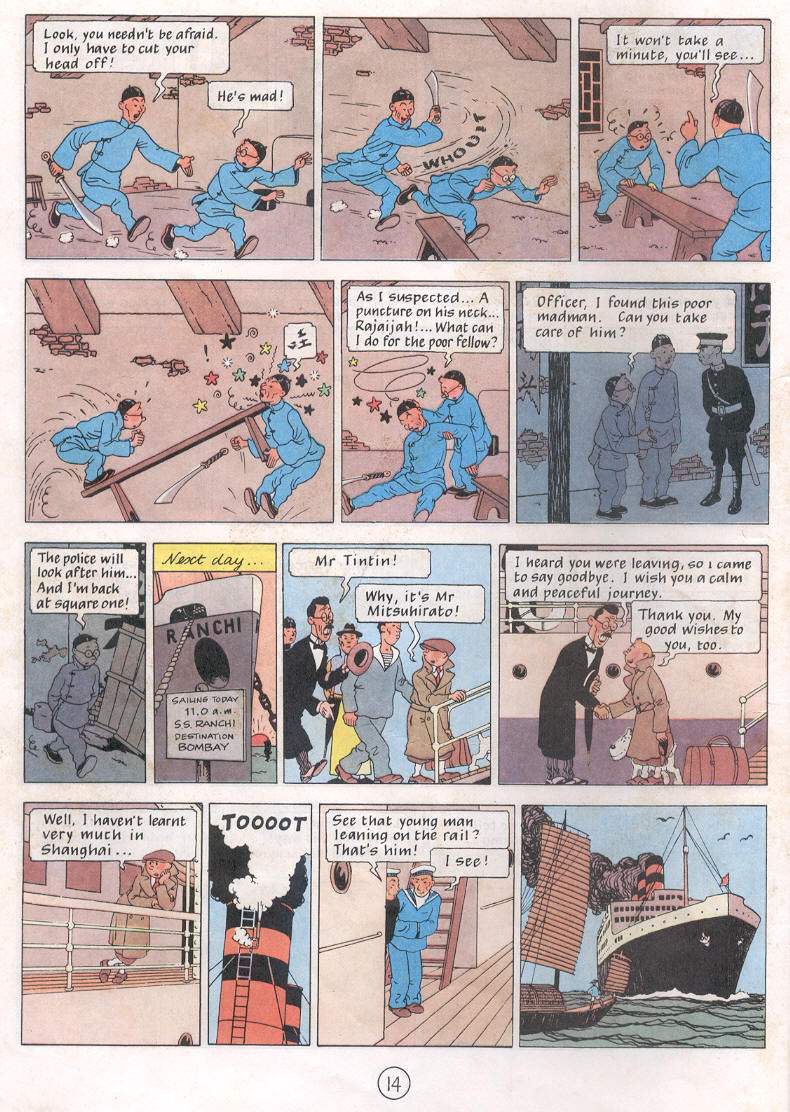 Look, you needn't be afraid.
I only have to cut your
head off!
He's mad!
WHOOSH
It won't take a
minute, you'll see...
!
As I suspected... A
puncture on his neck...
Rajaijah!... What can
I do for the poor fellow?
Officer, I found this poor
madman. Can you take
care of him?
The police will
look after him...
And I'm back
at square one!
Next day...
RANCHI
SAILING TODAY
11.0 a.m.
S.S. RANCHI
DESTINATION
BOMBAY
Mr Tintin!
Why, it's Mr
Mitsuhirato!
I heard you were leaving, so I came
to say goodbye. I wish you a calm
and peaceful journey.
Thank you. My
good wishes to
you, too.
Well, I haven't learnt
very much in
Shanghai...
TOOOOT
See that young man
leaning on the rail?
That's him!
I see!
14